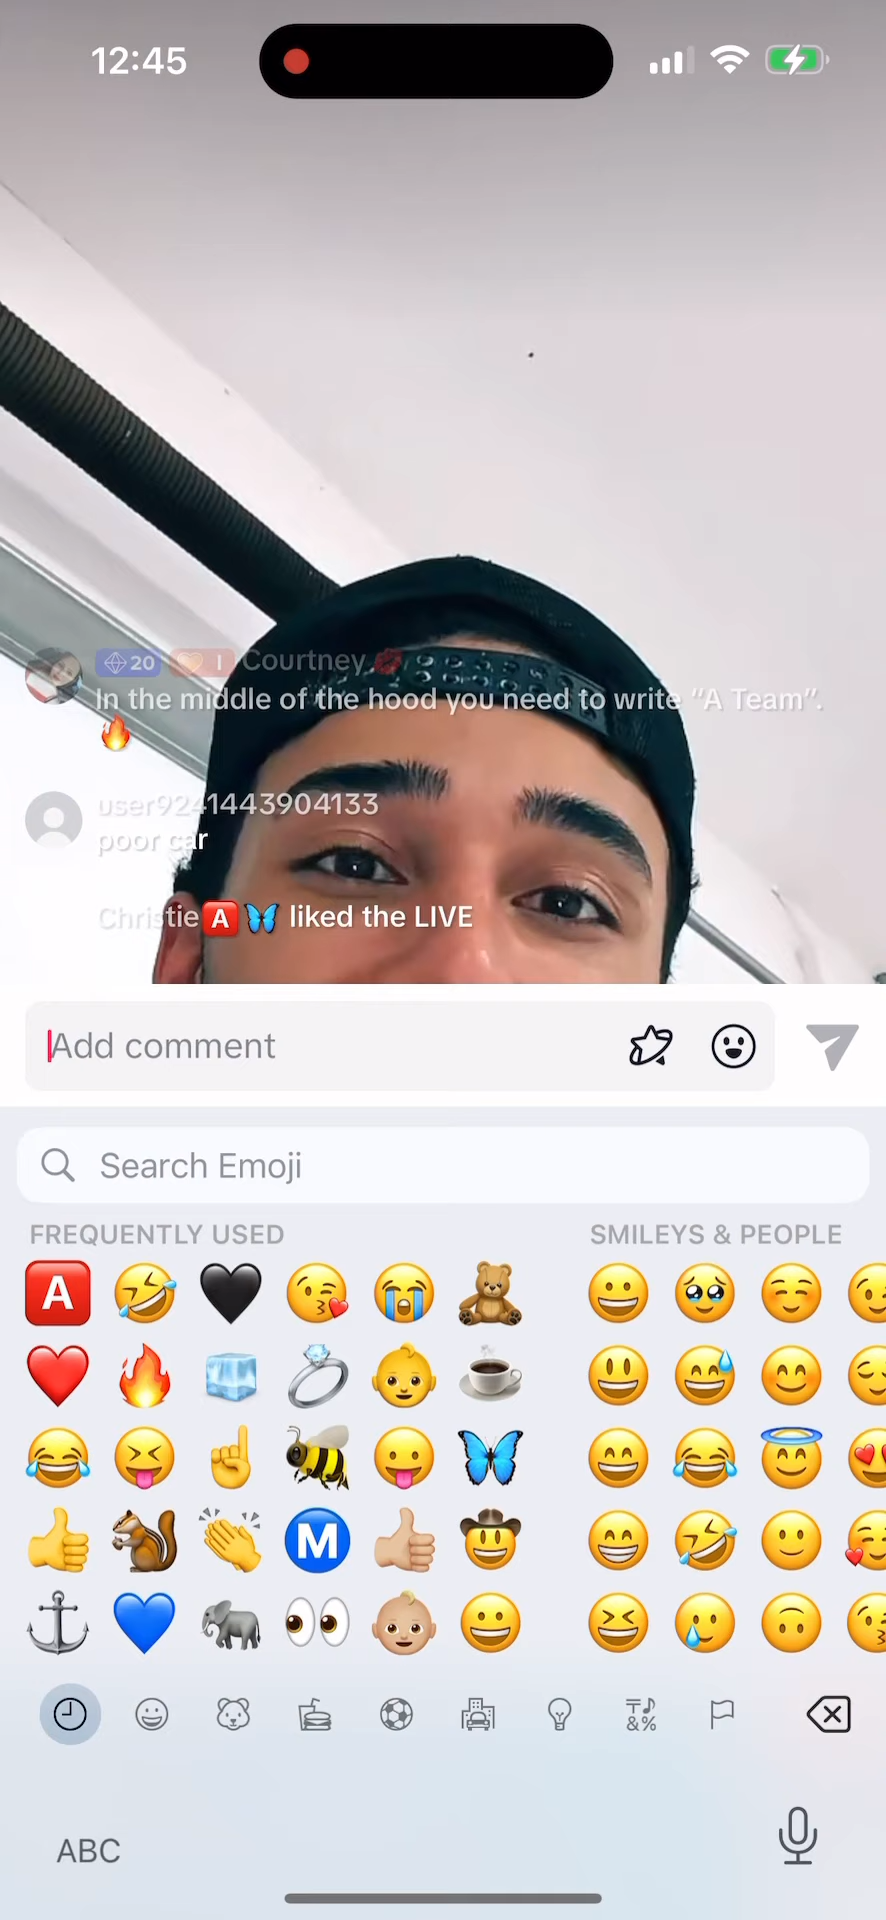 12:45
20 I Courtney
In the middle of the hood you need to write “A Team”.
🔥
user9241443904133
poor car
Christie🅰️🦋 liked the LIVE
Add comment
Search Emoji
FREQUENTLY USED
SMILEYS & PEOPLE
ABC